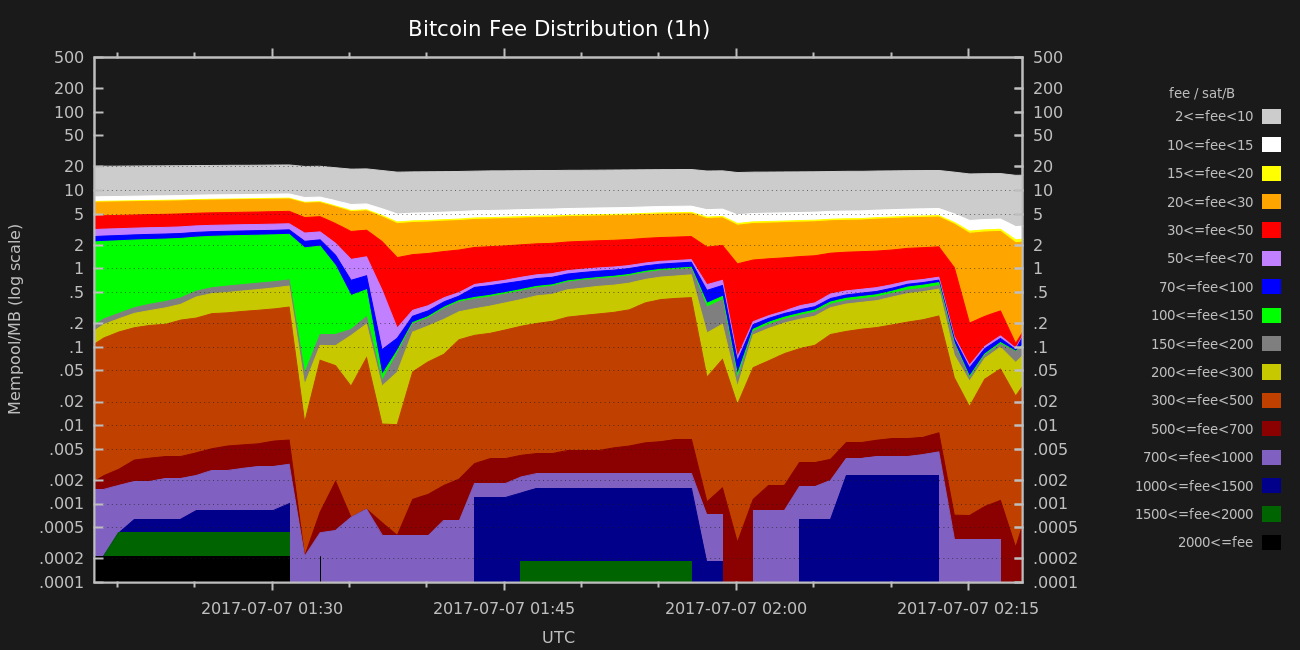 Bitcoin Fee Distribution (1h)
500
200
100
50
20
10
5
2
1
.5
.2
.1
.05
.02
.01
.005
.002
.001
.0005
.0002
.0001
Mempool/MB (log scale)
500
200
100
50
20
10
5
2
1
.5
.2
.1
.05
.02
.01
.005
.002
.001
.0005
.0002
.0001
2017-07-07 01:30
2017-07-07 01:45
2017-07-07 02:00
2017-07-07 02:15
UTC
fee / sat/B
2<=fee<10
10<=fee<15
15<=fee<20
20<=fee<30
30<=fee<50
50<=fee<70
70<=fee<100
100<=fee<150
150<=fee<200
200<=fee<300
300<=fee<500
500<=fee<700
700<=fee<1000
1000<=fee<1500
1500<=fee<2000
2000<=fee